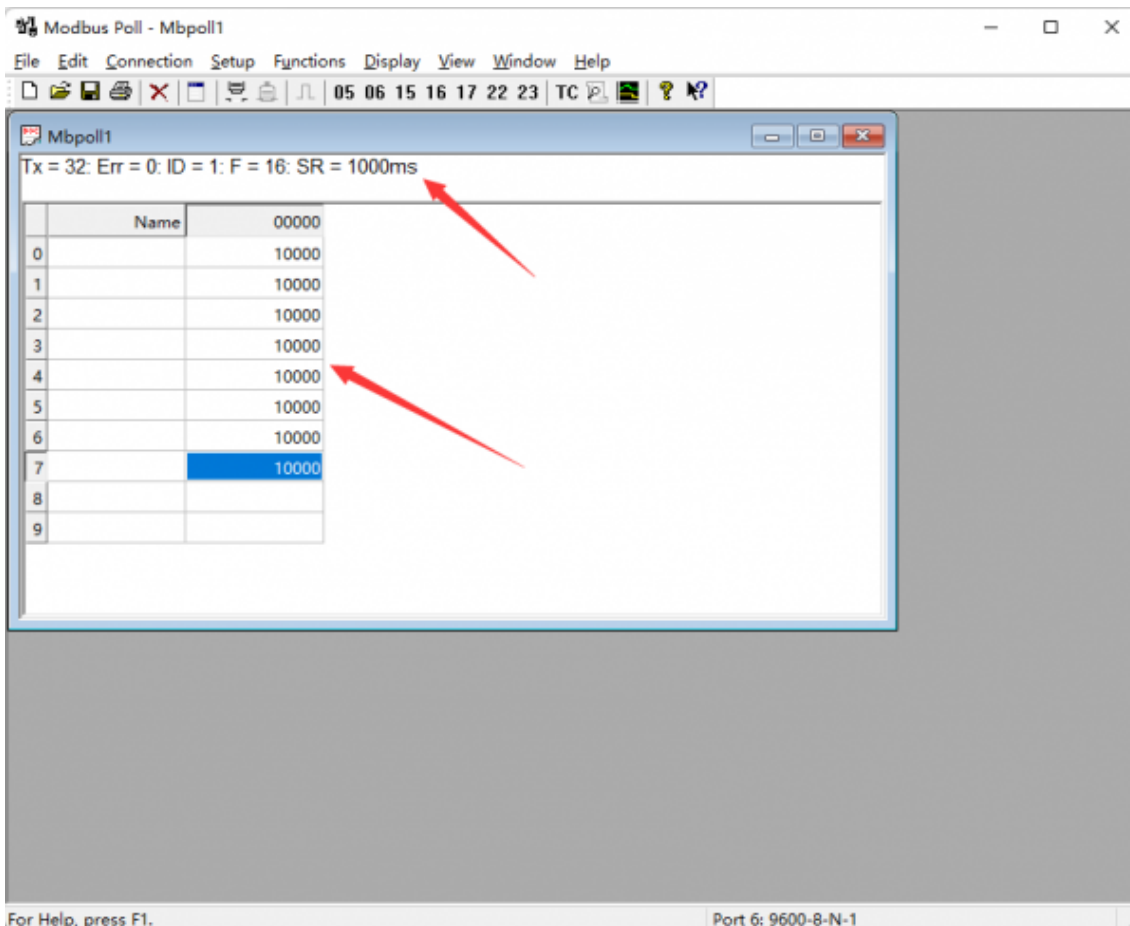 Modbus Poll - Mbpoll1
File Edit Connection Setup Functions Display View Window Help
05 06 15 16 17 22 23 TC
Mbpoll1
Tx = 32: Err = 0: ID = 1: F = 16: SR = 1000ms
Name 00000
0 10000
1 10000
2 10000
3 10000
4 10000
5 10000
6 10000
7 10000
8
9
For Help, press F1. Port 6: 9600-8-N-1